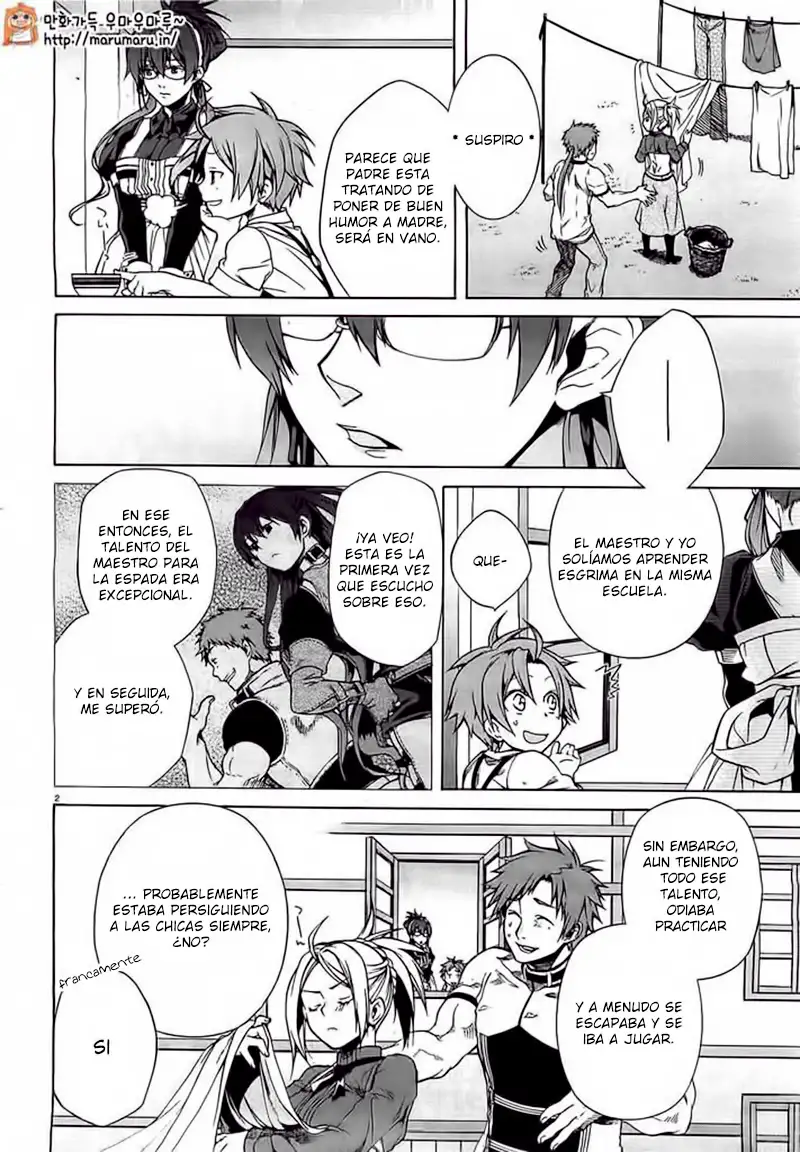 만화가득 우마우마루~
http://marumaru.in/
* SUSPIRO *
PARECE QUE
PADRE ESTA
TRATANDO DE
PONER DE BUEN
HUMOR A MADRE,
SERÁ EN VANO.
EL MAESTRO Y YO
SOLÍAMOS APRENDER
ESGRIMA EN LA MISMA
ESCUELA.
QUE-
¡YA VEO!
ESTA ES LA
PRIMERA VEZ
QUE ESCUCHO
SOBRE ESO.
EN ESE
ENTONCES, EL
TALENTO DEL
MAESTRO PARA
LA ESPADA ERA
EXCEPCIONAL.
Y EN SEGUIDA,
ME SUPERÓ.
2
SIN EMBARGO,
AUN TENIENDO
TODO ESE
TALENTO,
ODIABA
PRACTICAR
Y A MENUDO SE
ESCAPABA Y SE
IBA A JUGAR.
... PROBABLEMENTE
ESTABA PERSIGUIENDO
A LAS CHICAS SIEMPRE,
¿NO?
francamente
SI